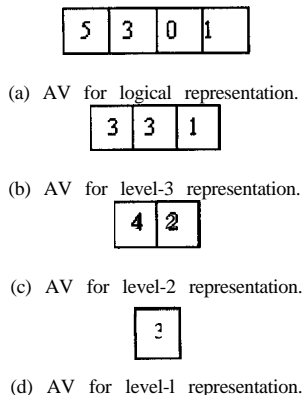 5 3 0 1
(a) AV for logical representation.
3 3 1
(b) AV for level-3 representation.
4 2
(c) AV for level-2 representation.
3
(d) AV for level-l representation.